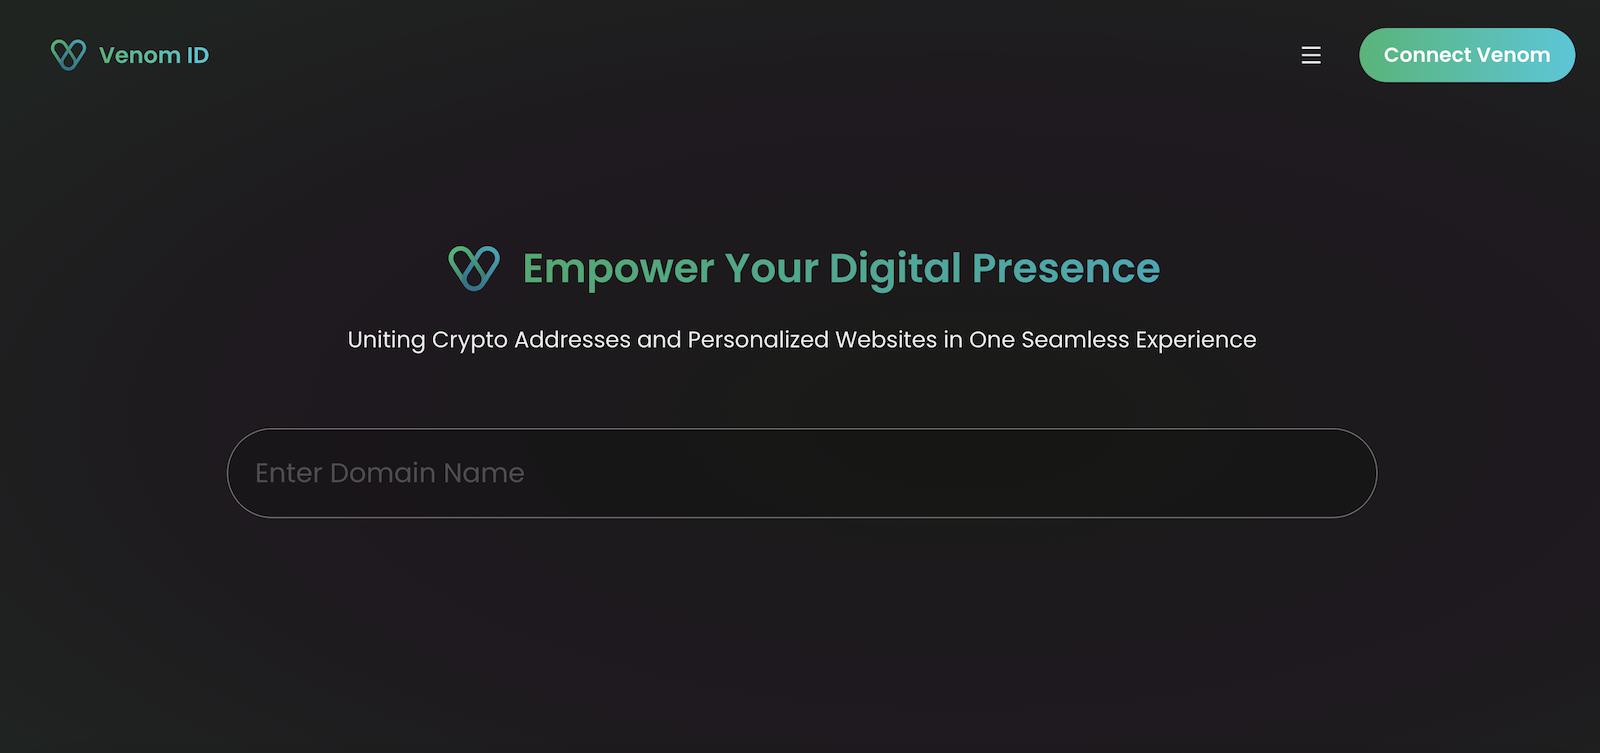 Venom ID
Connect Venom
Empower Your Digital Presence
Uniting Crypto Addresses and Personalized Websites in One Seamless Experience
Enter Domain Name